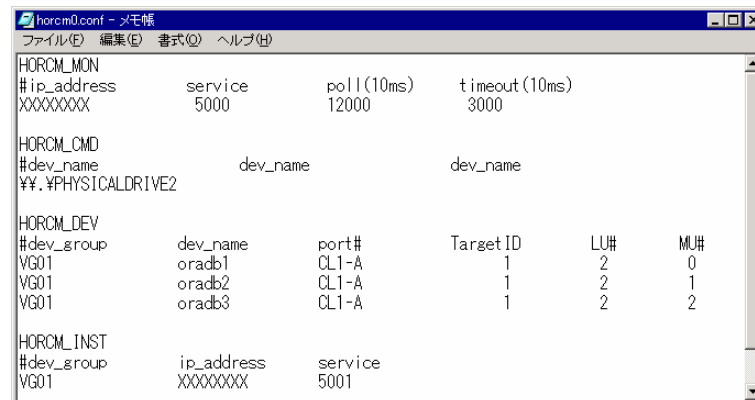 horcm0.conf - メモ帳
ファイル(F) 編集(E) 書式(O) ヘルプ(H)
HORCM_MON
#ip_address service poll(10ms) timeout(10ms)
XXXXXXXX 5000 12000 3000
HORCM_CMD
#dev_name dev_name dev_name
¥¥.¥PHYSICALDRIVE2
HORCM_DEV
#dev_group dev_name port# TargetID LU# MU#
VG01 oradb1 CL1-A 1 2 0
VG01 oradb2 CL1-A 1 2 1
VG01 oradb3 CL1-A 1 2 2
HORCM_INST
#dev_group ip_address service
VG01 XXXXXXXX 5001